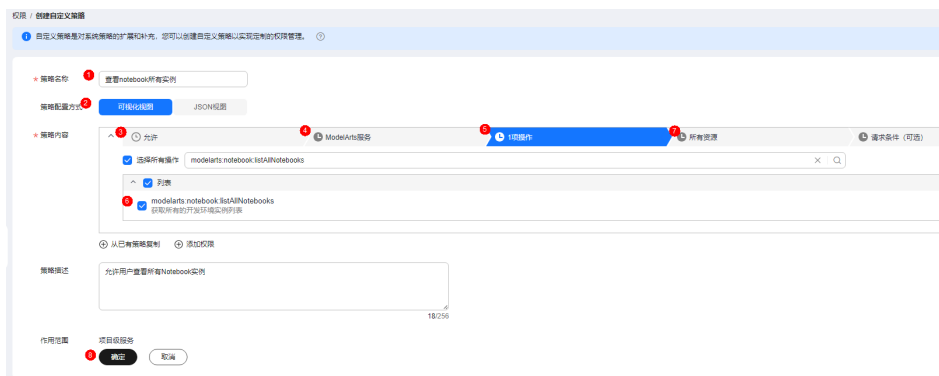 权限 / 创建自定义策略
自定义策略是对系统策略的扩展和补充，您可以创建自定义策略以实现定制的权限管理。
* 策略名称 1 查看notebook所有实例
策略配置方式 2 可视化视图 JSON视图
* 策略内容 3 允许 4 ModelArts服务 5 1项操作 7 所有资源 请求条件（可选）
选择所有操作 modelarts:notebook:listAllNotebooks
列表
6 modelarts:notebook:listAllNotebooks
获取所有的开发环境实例列表
从已有策略复制 添加权限
策略描述 允许用户查看所有Notebook实例
18/256
作用范围 项目级服务
8 确定 取消